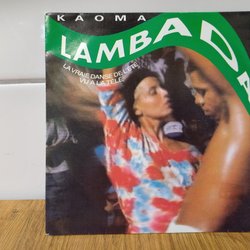 KAOMA
LAMBADA
LA VRAIE DANSE DE L'ÉTÉ
VU A LA TÉLÉ